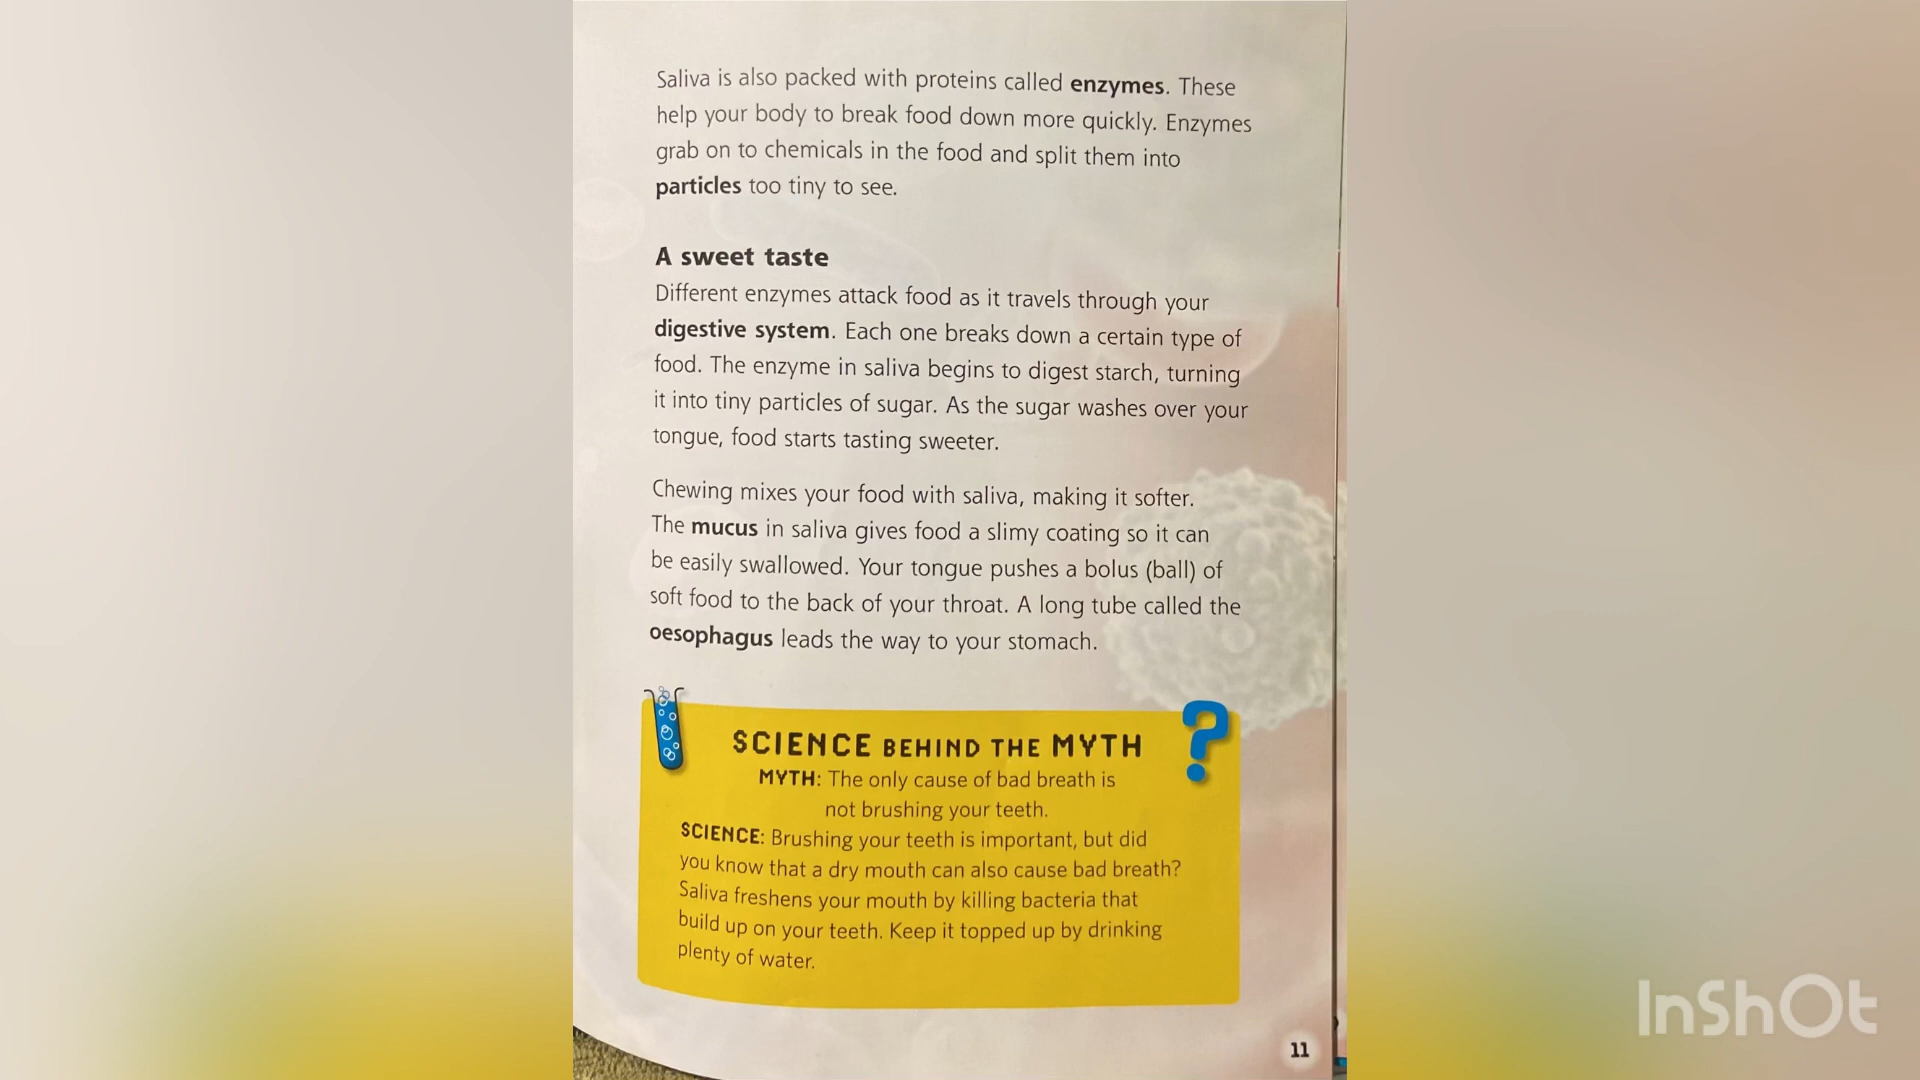 Saliva is also packed with proteins called enzymes. These
help your body to break food down more quickly. Enzymes
grab on to chemicals in the food and split them into
particles too tiny to see.
A sweet taste
Different enzymes attack food as it travels through your
digestive system. Each one breaks down a certain type of
food. The enzyme in saliva begins to digest starch, turning
it into tiny particles of sugar. As the sugar washes over your
tongue, food starts tasting sweeter.
Chewing mixes your food with saliva, making it softer.
The mucus in saliva gives food a slimy coating so it can
be easily swallowed. Your tongue pushes a bolus (ball) of
soft food to the back of your throat. A long tube called the
oesophagus leads the way to your stomach.
?
SCIENCE BEHIND THE MYTH
MYTH: The only cause of bad breath is
not brushing your teeth.
SCIENCE: Brushing your teeth is important, but did
you know that a dry mouth can also cause bad breath?
Saliva freshens your mouth by killing bacteria that
build up on your teeth. Keep it topped up by drinking
plenty of water.
11
InShOt